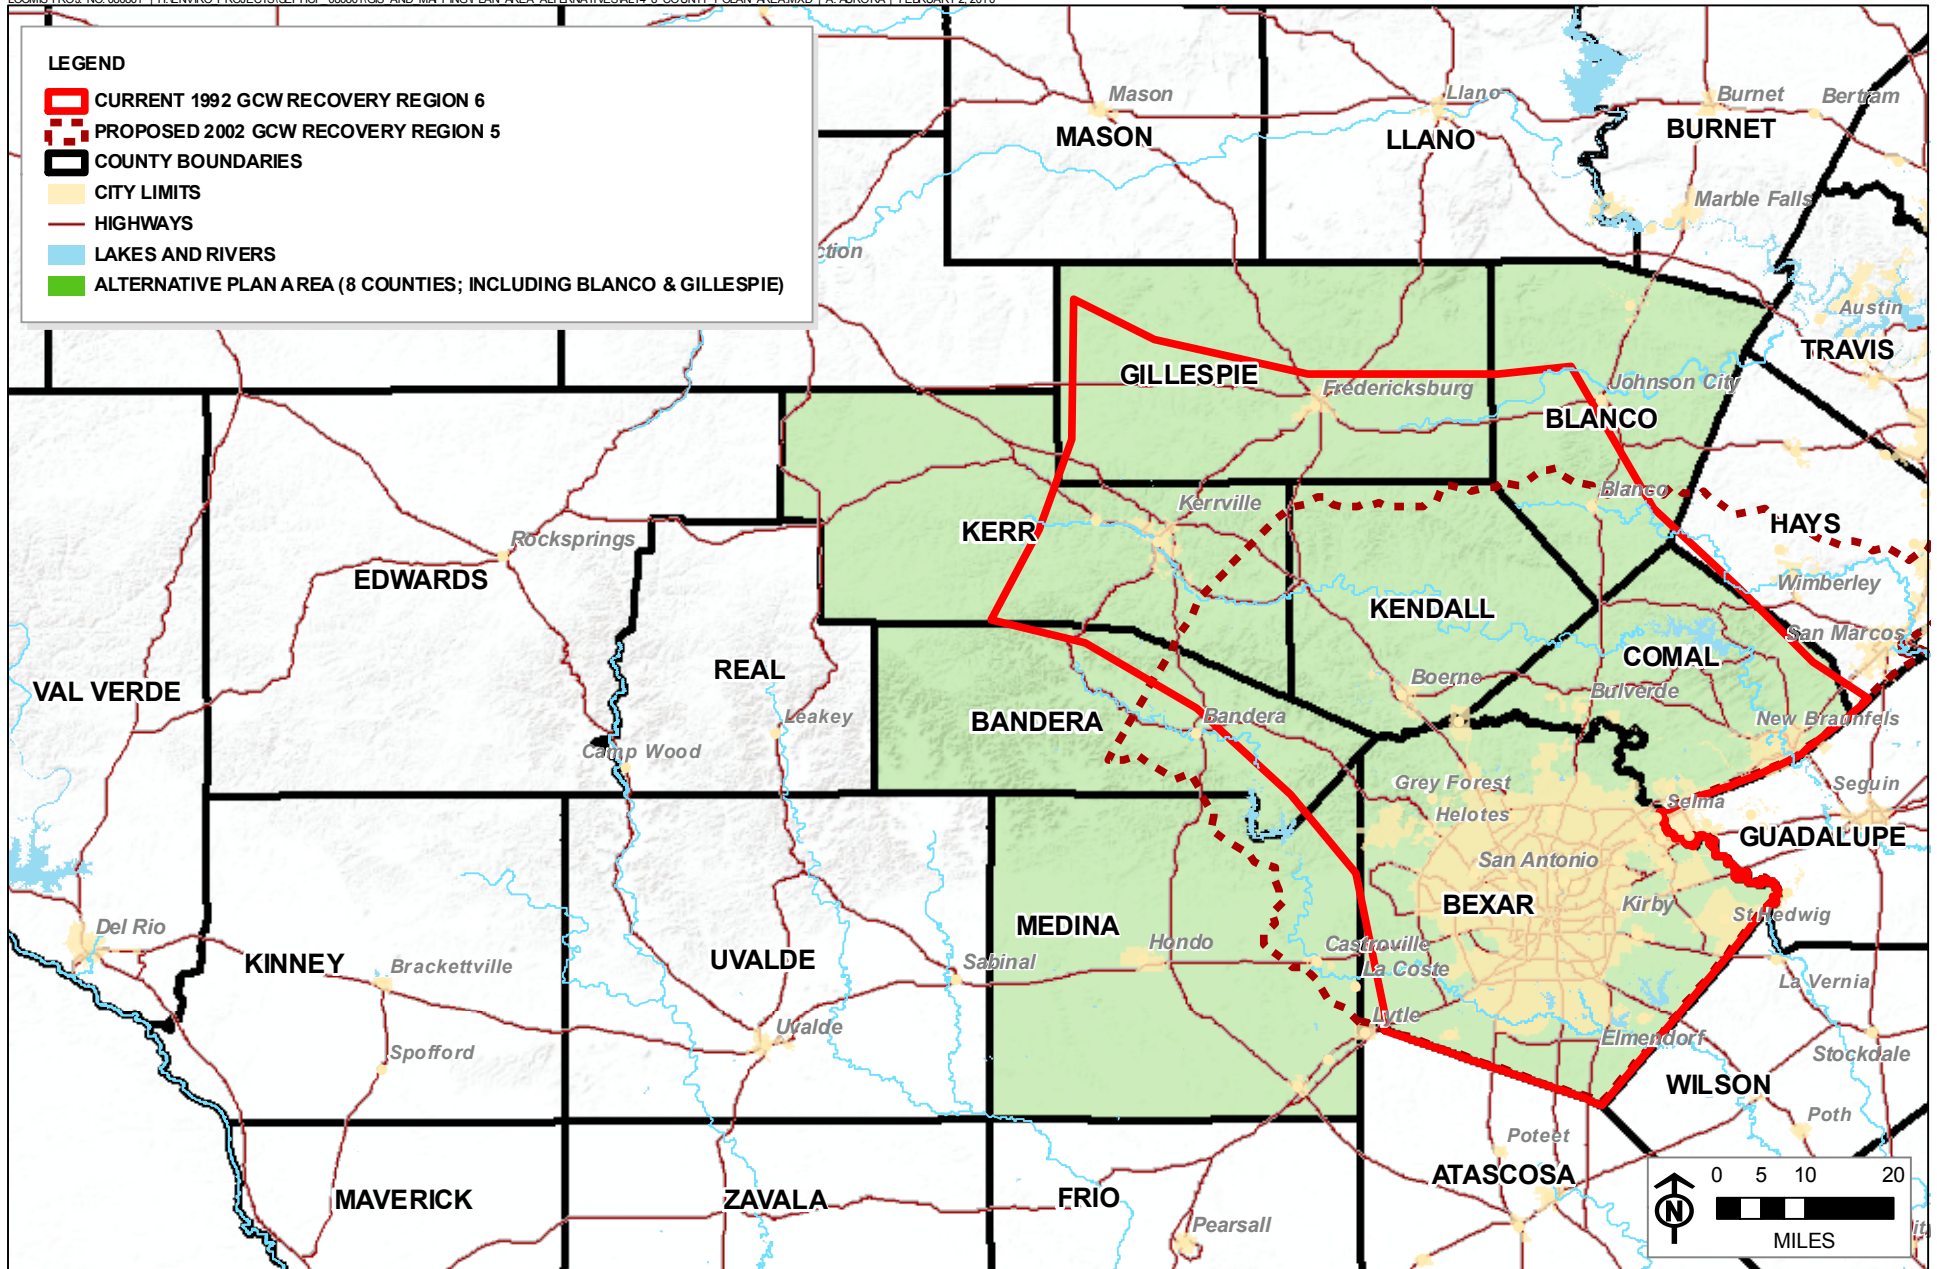 LEGEND
CURRENT 1992 GCW RECOVERY REGION 6
PROPOSED 2002 GCW RECOVERY REGION 5
COUNTY BOUNDARIES
CITY LIMITS
HIGHWAYS
LAKES AND RIVERS
ALTERNATIVE PLAN AREA (8 COUNTIES; INCLUDING BLANCO & GILLESPIE)
Mason
Llano
Burnet
Bertram
MASON
LLANO
BURNET
Marble Falls
ction
Austin
TRAVIS
GILLESPIE
Fredericksburg
Johnson City
BLANCO
Blanco
Kerrville
HAYS
KERR
Rocksprings
EDWARDS
Wimberley
KENDALL
San Marcos
COMAL
REAL
Boerne
Bulverde
VAL VERDE
Leakey
BANDERA
Bandera
New Braunfels
Camp Wood
Grey Forest
Seguin
Selma
Helotes
GUADALUPE
San Antonio
BEXAR
Kirby
St Hedwig
MEDINA
Del Rio
Hondo
Castroville
KINNEY
Brackettville
UVALDE
Sabinal
La Coste
La Vernia
Lytle
Uvalde
Elmendorf
Spofford
Stockdale
WILSON
Poth
Poteet
ATASCOSA
MAVERICK
ZAVALA
FRIO
Pearsall
0 5 10 20
N
MILES